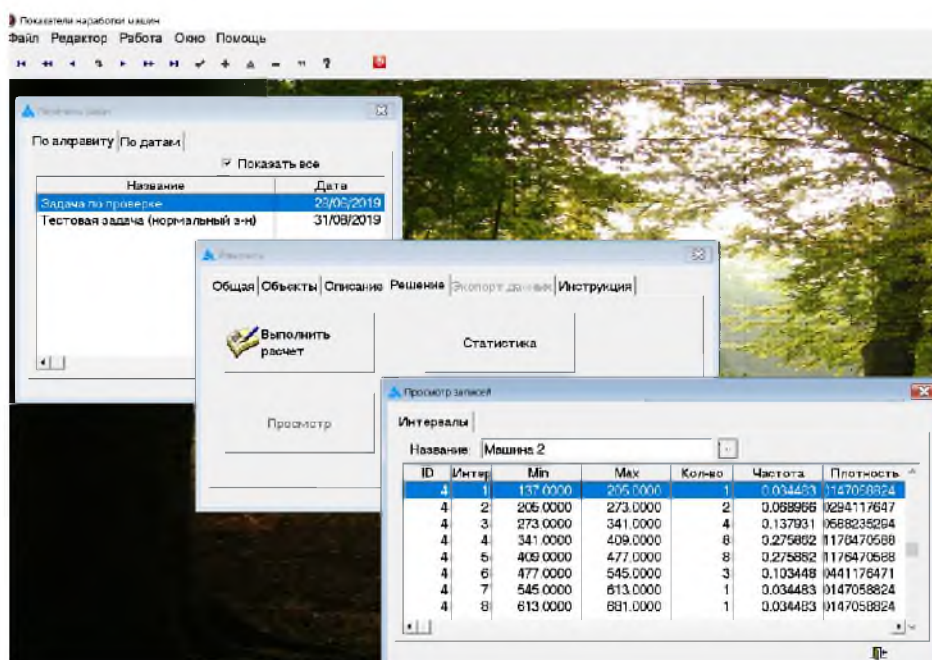 Показатели наработки машин
Файл Редактор Работа Окно Помощь
По алфавиту По датам
Показать все
Название Дата
Задача по проверке 28/08/2019
Тестовая задача (нормальный з-н) 31/08/2019
Общая Объекты Списание Решение Экспорт данных Инструкция
Выполнить расчет
Статистика
Просмотр
Просмотр записей
Интервалы
Название: Машина 2
ID Интер Min Max Кол-во Частота Плотность
4 1 137.0000 205.0000 1 0.034483 0147058824
4 2 205.0000 273.0000 2 0.068966 0294117647
4 3 273.0000 341.0000 4 0.137931 0588235294
4 4 341.0000 409.0000 8 0.275862 1176470588
4 5 409.0000 477.0000 8 0.275862 1176470588
4 6 477.0000 545.0000 3 0.103448 0441176471
4 7 545.0000 613.0000 1 0.034483 0147058824
4 8 613.0000 681.0000 1 0.034483 0147058824